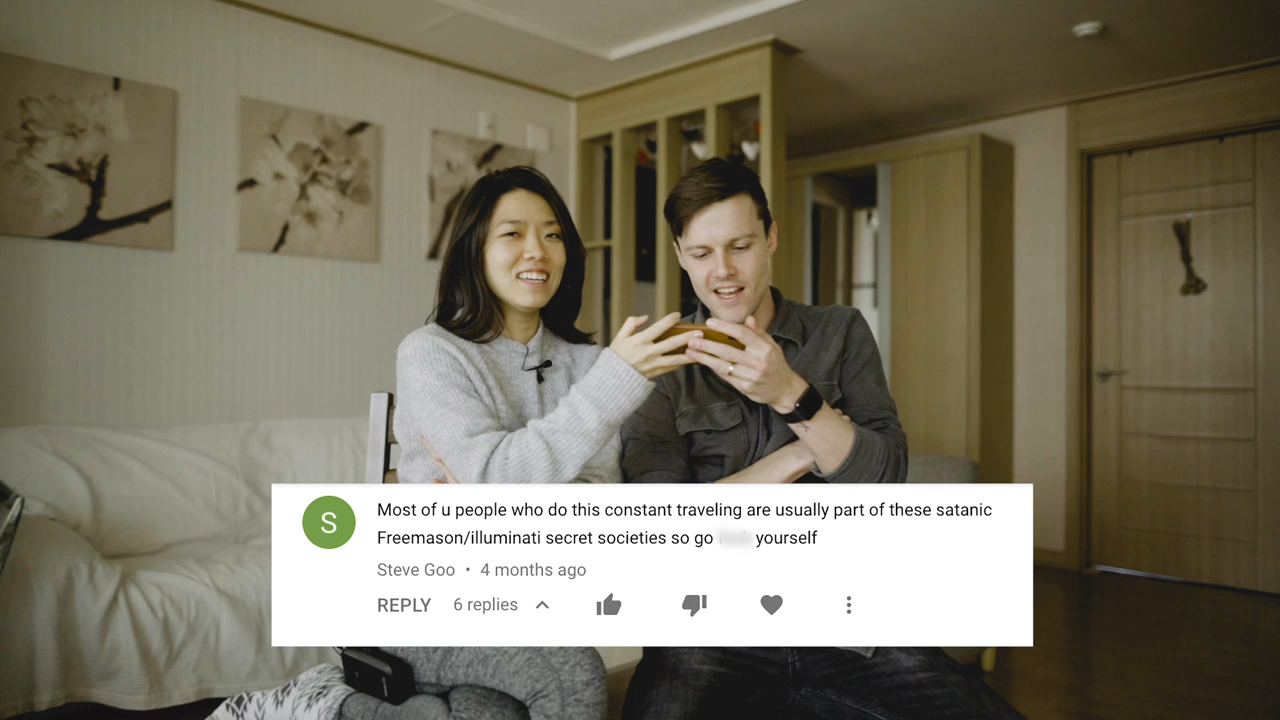 S
Most of u people who do this constant traveling are usually part of these satanic
Freemason/illuminati secret societies so go yourself
Steve Goo • 4 months ago
REPLY 6 replies